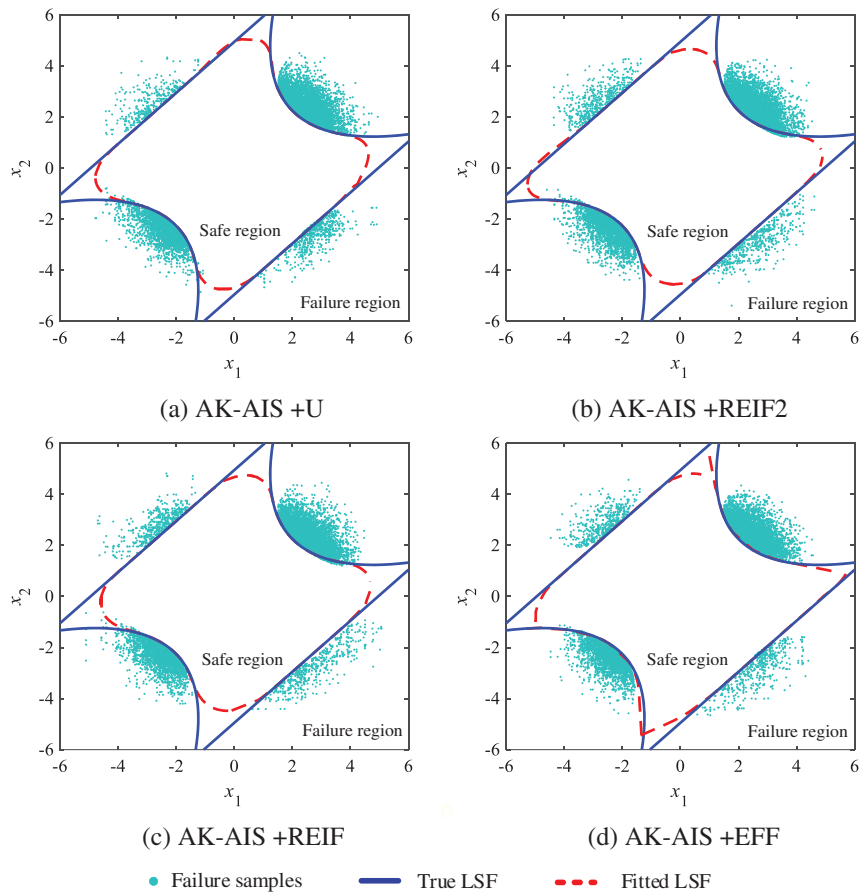 6
4
2
0
-2
-4
-6
x2
Safe region
Failure region
-6 -4 -2 0 2 4 6
x1
(a) AK-AIS +U
6
4
2
0
-2
-4
-6
x2
Safe region
Failure region
-6 -4 -2 0 2 4 6
x1
(b) AK-AIS +REIF2
6
4
2
0
-2
-4
-6
x2
Safe region
Failure region
-6 -4 -2 0 2 4 6
x1
(c) AK-AIS +REIF
6
4
2
0
-2
-4
-6
x2
Safe region
Failure region
-6 -4 -2 0 2 4 6
x1
(d) AK-AIS +EFF
Failure samples True LSF Fitted LSF